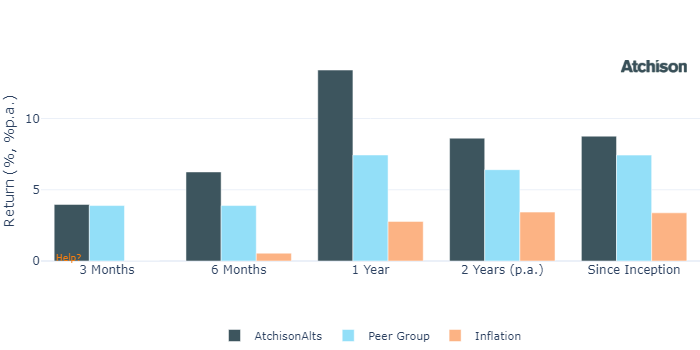 Atchison
Return (%, %p.a.)
10
5
0
Help?
3 Months
6 Months
1 Year
2 Years (p.a.)
Since Inception
AtchisonAlts
Peer Group
Inflation